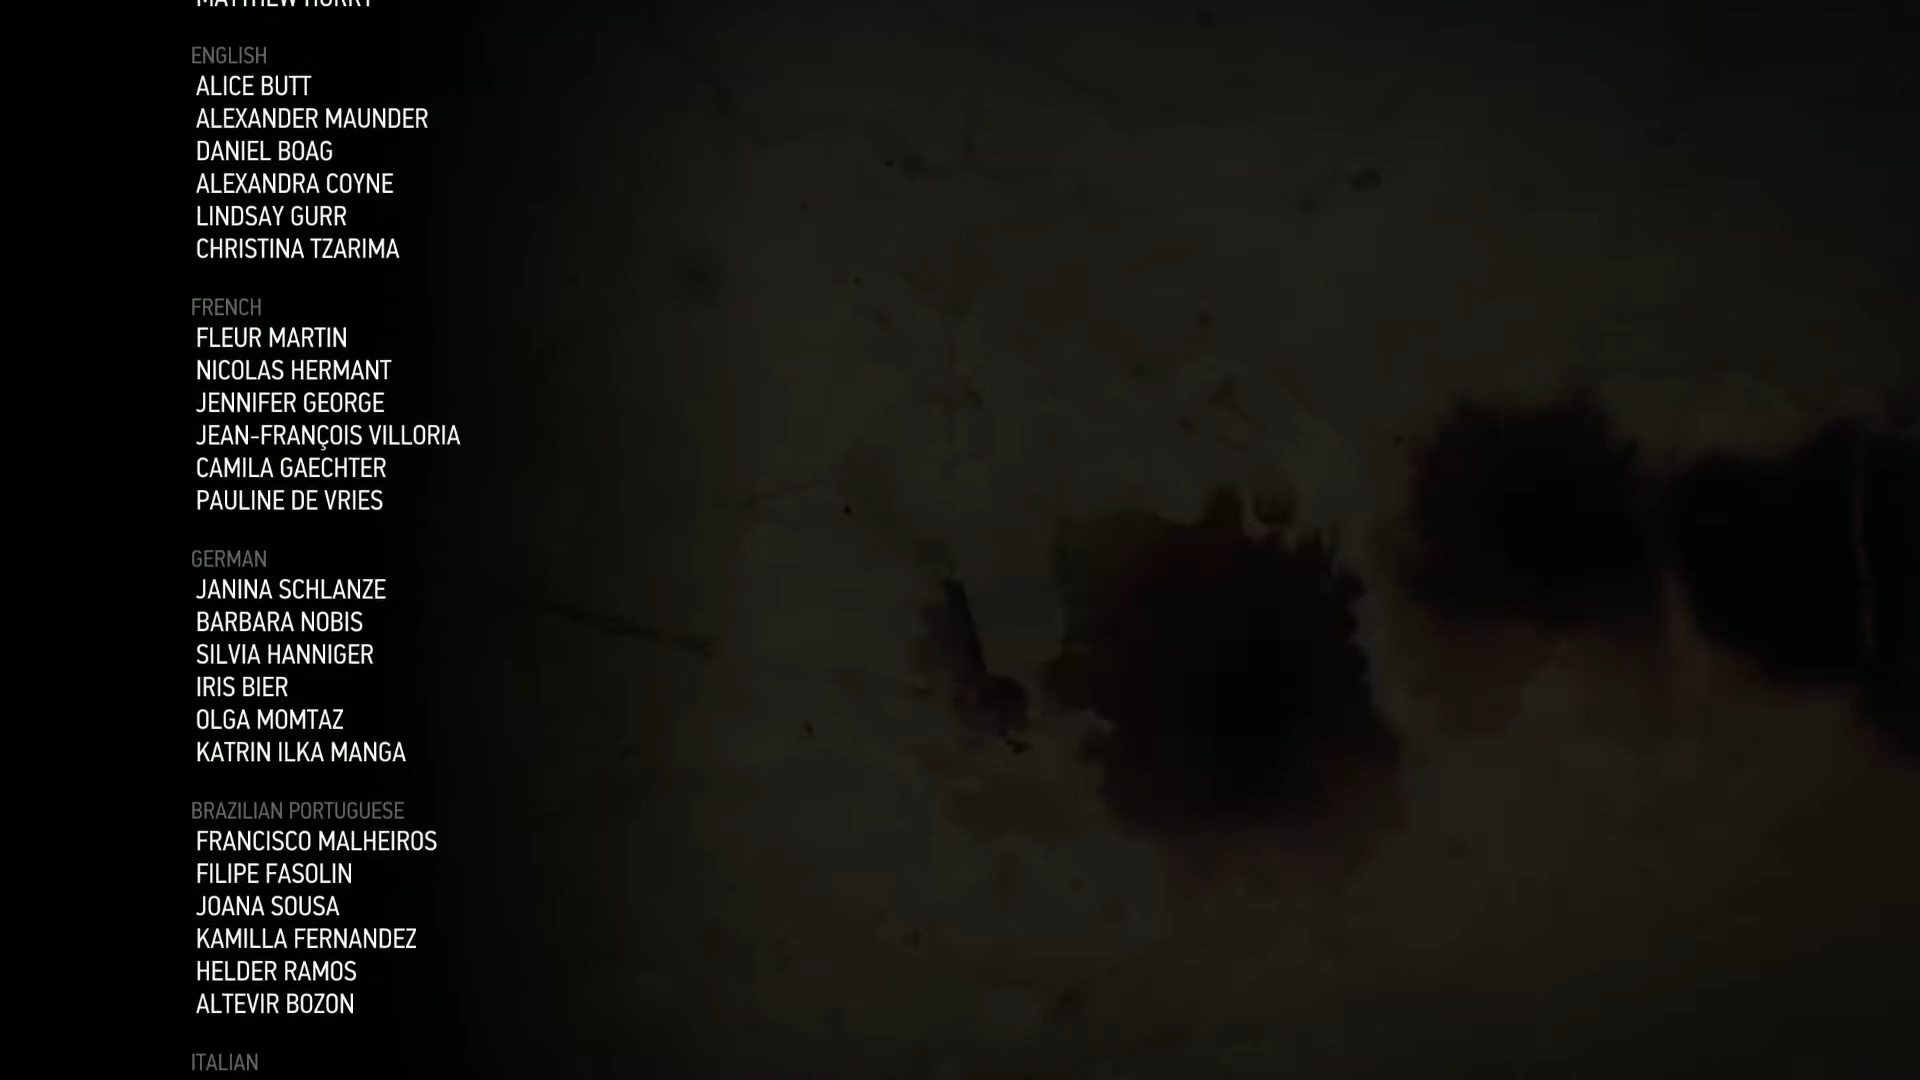 ENGLISH
ALICE BUTT
ALEXANDER MAUNDER
DANIEL BOAG
ALEXANDRA COYNE
LINDSAY GURR
CHRISTINA TZARIMA
FRENCH
FLEUR MARTIN
NICOLAS HERMANT
JENNIFER GEORGE
JEAN-FRANÇOIS VILLORIA
CAMILA GAECHTER
PAULINE DE VRIES
GERMAN
JANINA SCHLANZE
BARBARA NOBIS
SILVIA HANNIGER
IRIS BIER
OLGA MOMTAZ
KATRIN ILKA MANGA
BRAZILIAN PORTUGUESE
FRANCISCO MALHEIROS
FILIPE FASOLIN
JOANA SOUSA
KAMILLA FERNANDEZ
HELDER RAMOS
ALTEVIR BOZON
ITALIAN